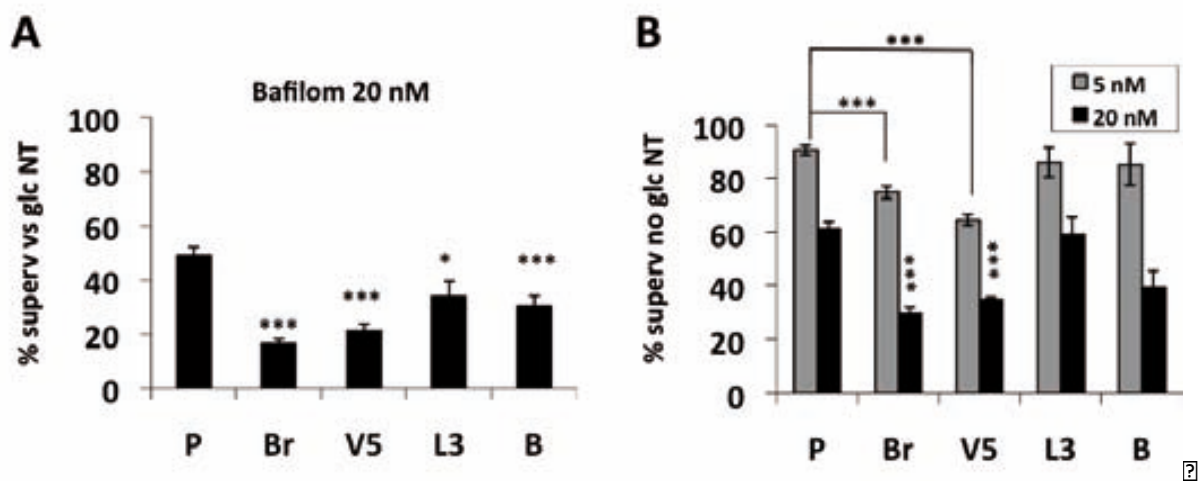 A
Bafilom 20 nM
% superv vs glc NT
100
80
60
40
20
0
***
***
*
***
P Br V5 L3 B
B
***
***
5 nM
20 nM
% superv no glc NT
100
80
60
40
20
0
***
***
P Br V5 L3 B
?